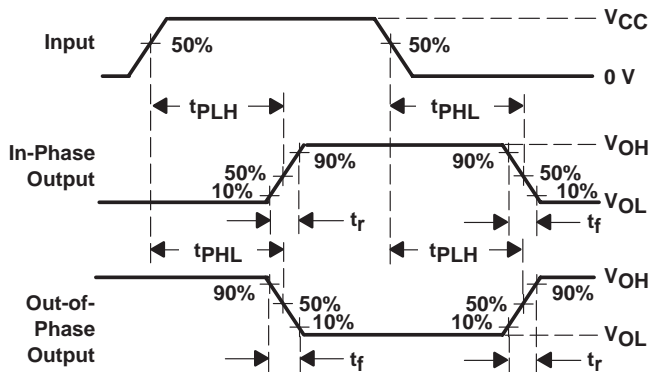 Input
50%
50%
VCC
0 V
tPLH
tPHL
In-Phase
Output
50%
10%
90%
90%
50%
10%
VOH
VOL
tr
tf
tPHL
tPLH
Out-of-
Phase
Output
90%
50%
10%
50%
10%
90%
VOH
VOL
tf
tr